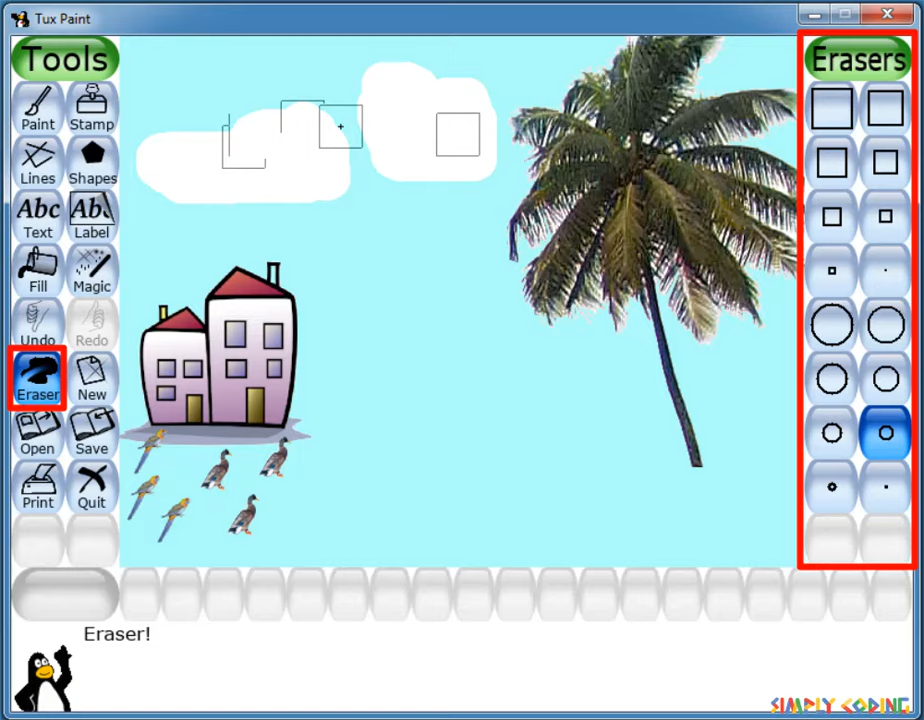 Tux Paint
Tools
Erasers
Paint Stamp
Lines Shapes
Abc Abc
Text Label
Fill Magic
Undo Redo
Eraser New
Open Save
Print Quit
Eraser!
SIMPLY CODING